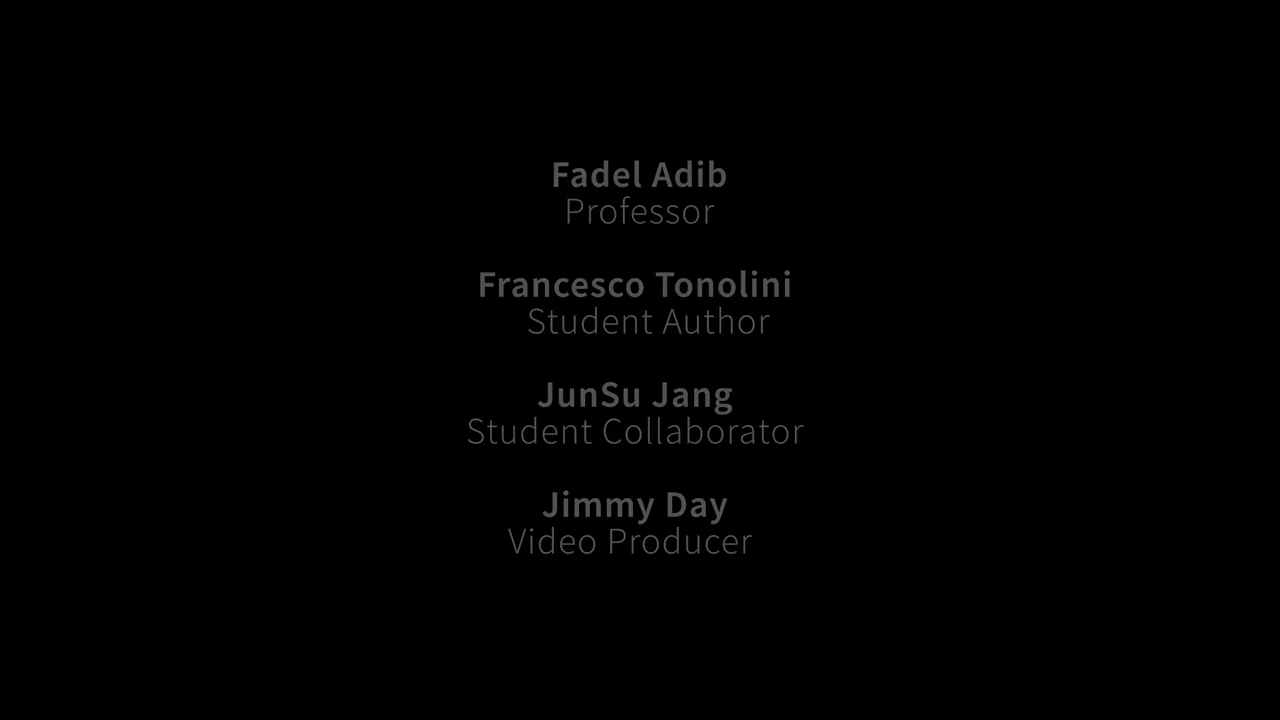 Fadel Adib
Professor
Francesco Tonolini
Student Author
JunSu Jang
Student Collaborator
Jimmy Day
Video Producer